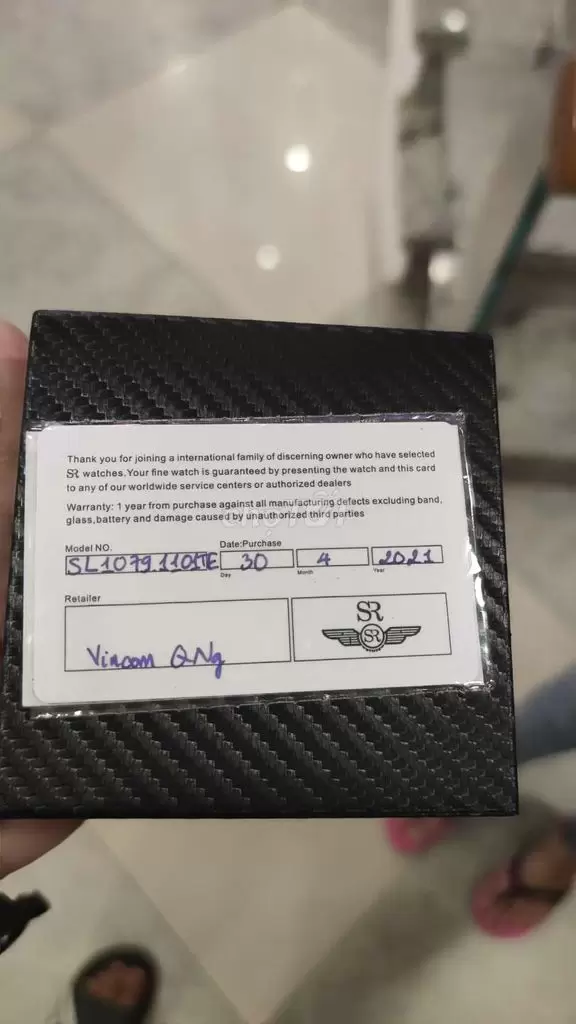 Thank you for joining a international family of discerning owner who have selected
SR watches.Your fine watch is guaranteed by presenting the watch and this card
to any of our worldwide service centers or authorized dealers
Warranty: 1 year from purchase against all manufacturing defects excluding band,
glass,battery and damage caused by unauthorized third parties
Model NO. Date:Purchase
SL1079.1101TE 30 4 2021
Day Month Year
Retailer
Vincom QNg
SR
SR